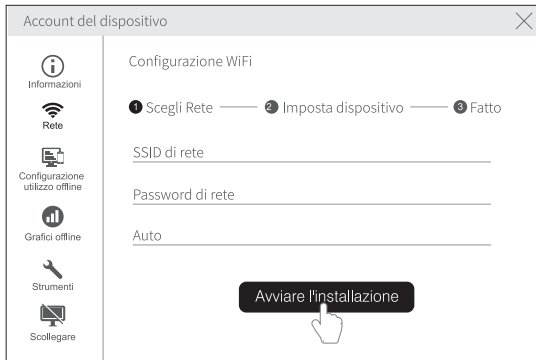 Account del dispositivo
Informazioni
Rete
Configurazione
utilizzo offline
Grafici offline
Strumenti
Scollegare
Configurazione WiFi
1 Scegli Rete 2 Imposta dispositivo 3 Fatto
SSID di rete
Password di rete
Auto
Avviare l'installazione